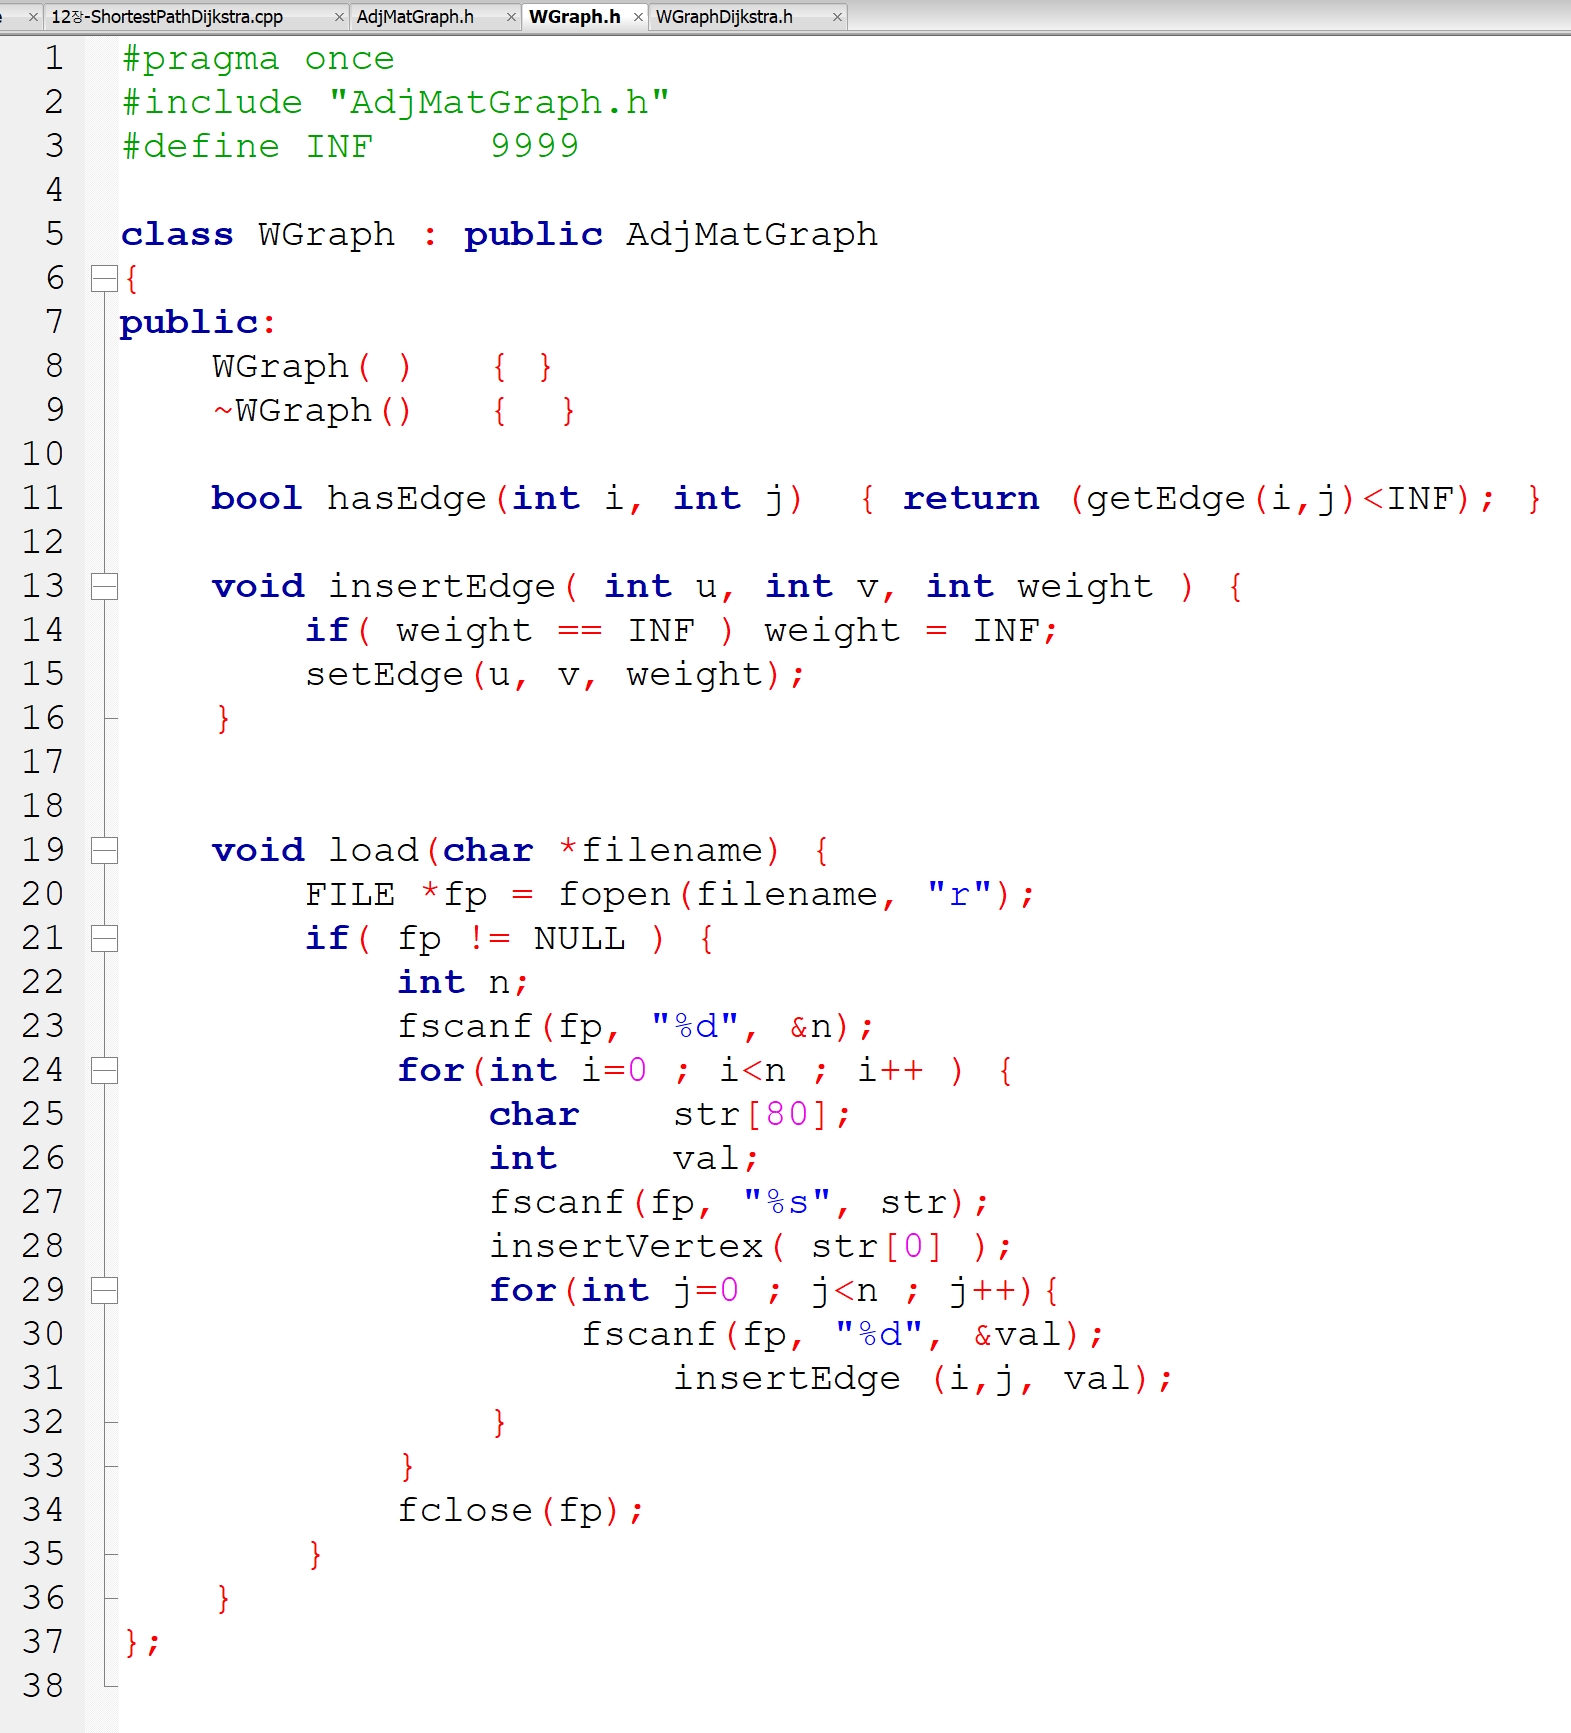 12장-ShortestPathDijkstra.cpp × AdjMatGraph.h × WGraph.h × WGraphDijkstra.h ×
1 #pragma once
2 #include "AdjMatGraph.h"
3 #define INF 9999
4
5 class WGraph : public AdjMatGraph
6 {
7 public:
8 WGraph( ) { }
9 ~WGraph() { }
10
11 bool hasEdge(int i, int j) { return (getEdge(i,j)<INF); }
12
13 void insertEdge( int u, int v, int weight ) {
14 if( weight == INF ) weight = INF;
15 setEdge(u, v, weight);
16 }
17
18
19 void load(char *filename) {
20 FILE *fp = fopen(filename, "r");
21 if( fp != NULL ) {
22 int n;
23 fscanf(fp, "%d", &n);
24 for(int i=0 ; i<n ; i++ ) {
25 char str[80];
26 int val;
27 fscanf(fp, "%s", str);
28 insertVertex( str[0] );
29 for(int j=0 ; j<n ; j++){
30 fscanf(fp, "%d", &val);
31 insertEdge (i,j, val);
32 }
33 }
34 fclose(fp);
35 }
36 }
37 };
38